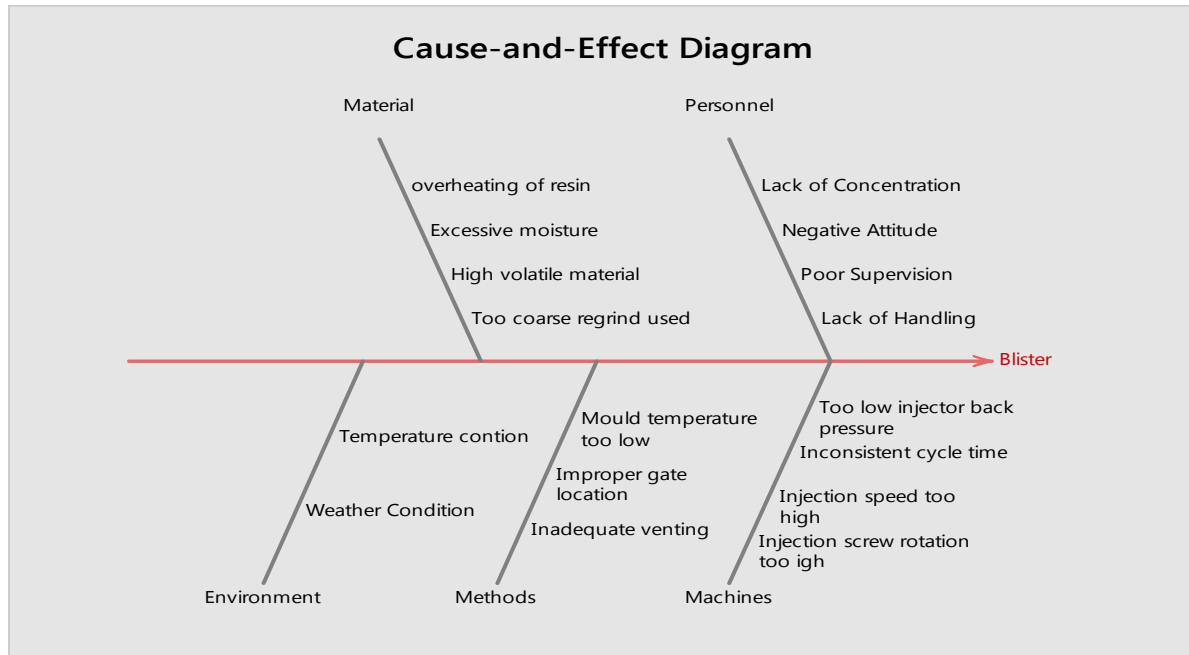 Cause-and-Effect Diagram
Material
Personnel
overheating of resin
Excessive moisture
High volatile material
Too coarse regrind used
Lack of Concentration
Negative Attitude
Poor Supervision
Lack of Handling
Blister
Temperature contion
Weather Condition
Mould temperature
too low
Improper gate
location
Inadequate venting
Too low injector back
pressure
Inconsistent cycle time
Injection speed too
high
Injection screw rotation
too igh
Environment
Methods
Machines